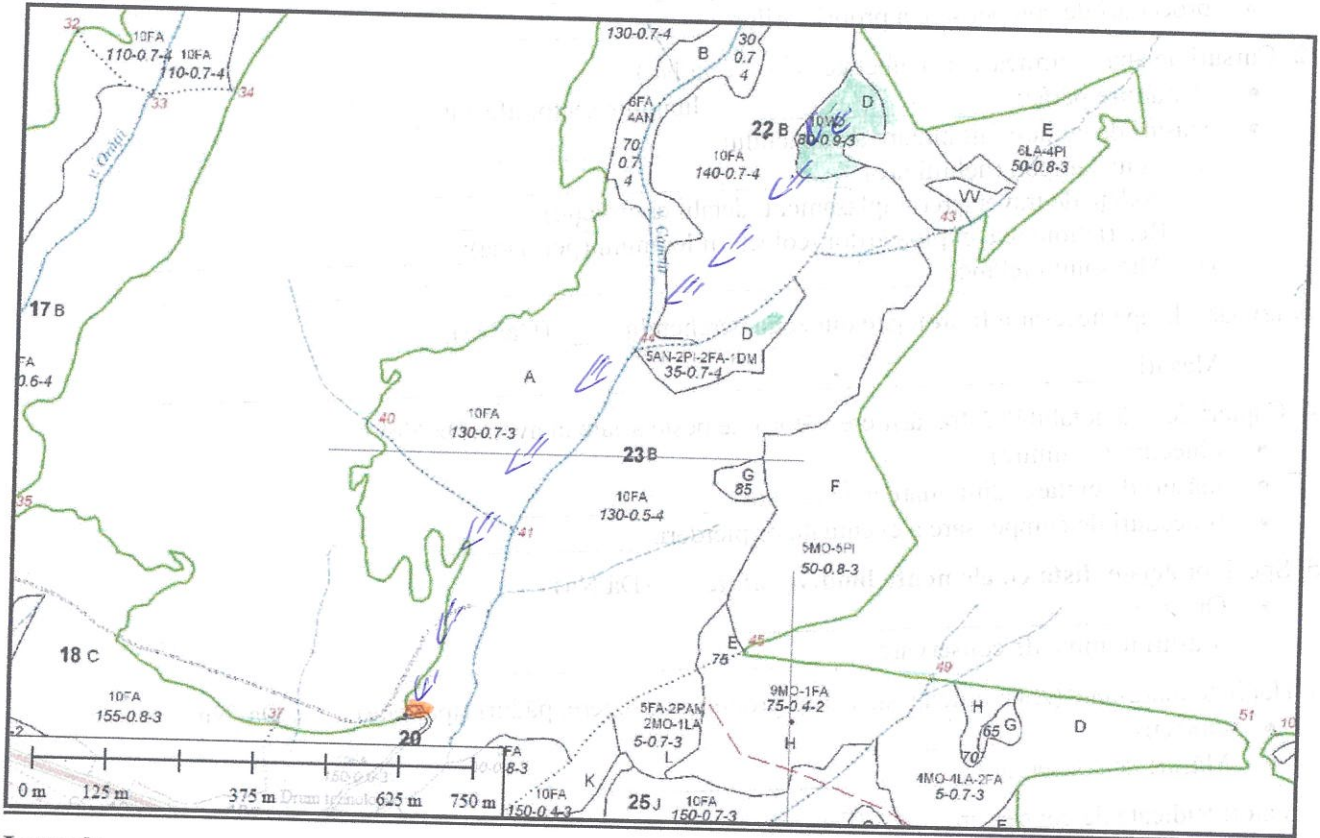 32
10FA
110-0.7-4
10FA
110-0.7-4
33
34
130-0.7-4
B
30
0.7
4
6FA
4AN
70
0.7
4
22 B
10FA
140-0.7-4
D
80-0.9-3
E
6LA-4PI
50-0.8-3
VV
43
17 B
FA
0.6-4
44
D
5AN-2PI-2FA-1DM
35-0.7-4
A
10FA
130-0.7-3
40
23 B
10FA
130-0.5-4
G
85
F
41
35
5MO-5PI
50-0.8-3
E
75
45
49
18 C
10FA
155-0.8-3
37
20
5FA-2PAM
2MO-1LA
5-0.7-3
L
9MO-1FA
75-0.4-2
H
H
65
G
70
D
51
10
4MO-4LA-2FA
5-0.7-3
-2
FA
8-3
K
10FA
150-0.4-3
25 J
10FA
150-0.7-3
0 m
125 m
375 m
625 m
750 m